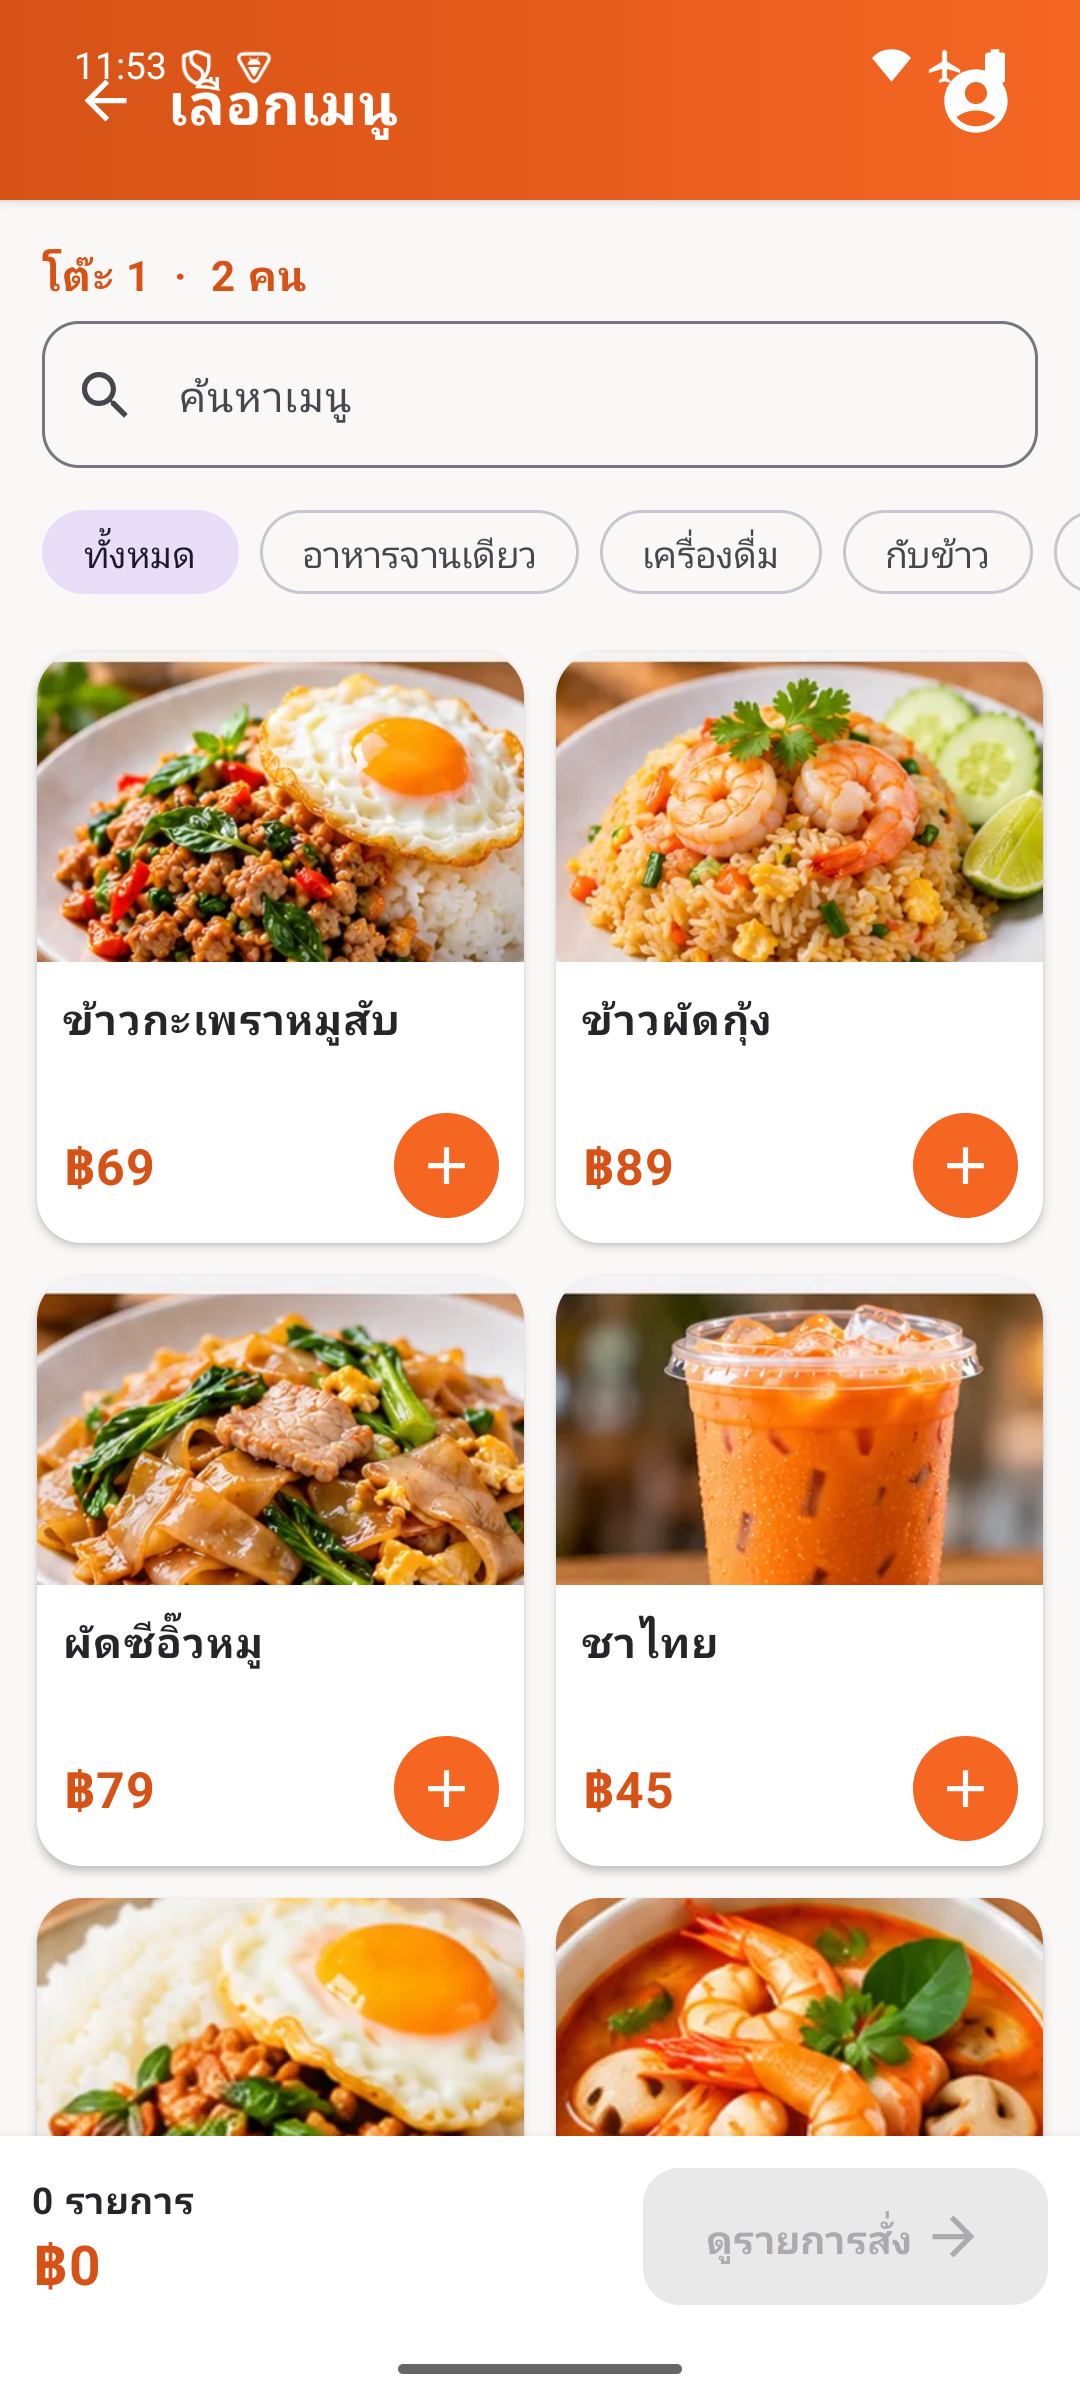 11:53
เลือกเมนู
โต๊ะ 1 · 2 คน
ค้นหาเมนู
ทั้งหมด อาหารจานเดียว เครื่องดื่ม กับข้าว
ข้าวกะเพราหมูสับ ข้าวผัดกุ้ง
฿69 ฿89
ผัดซีอิ๊วหมู ชาไทย
฿79 ฿45
0 รายการ
฿0
ดูรายการสั่ง